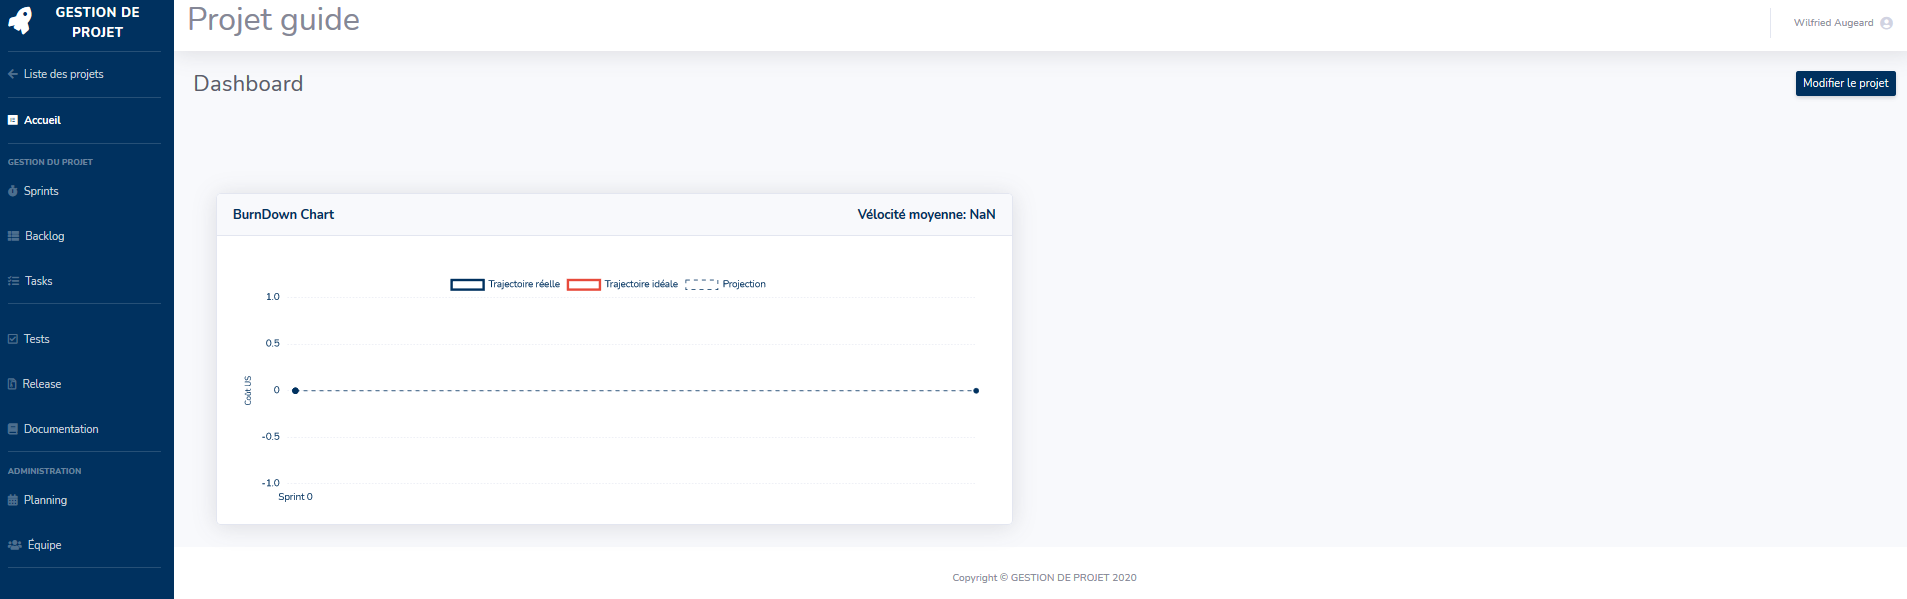 GESTION DE
PROJET
Liste des projets
Accueil
GESTION DU PROJET
Sprints
Backlog
Tasks
Tests
Release
Documentation
ADMINISTRATION
Planning
Équipe
Projet guide
Wilfried Augeard
Dashboard
Modifier le projet
BurnDown Chart
Vélocité moyenne: NaN
Trajectoire réelle
Trajectoire idéale
Projection
1.0
0.5
0
-0.5
-1.0
Coût US
Sprint 0
Copyright © GESTION DE PROJET 2020